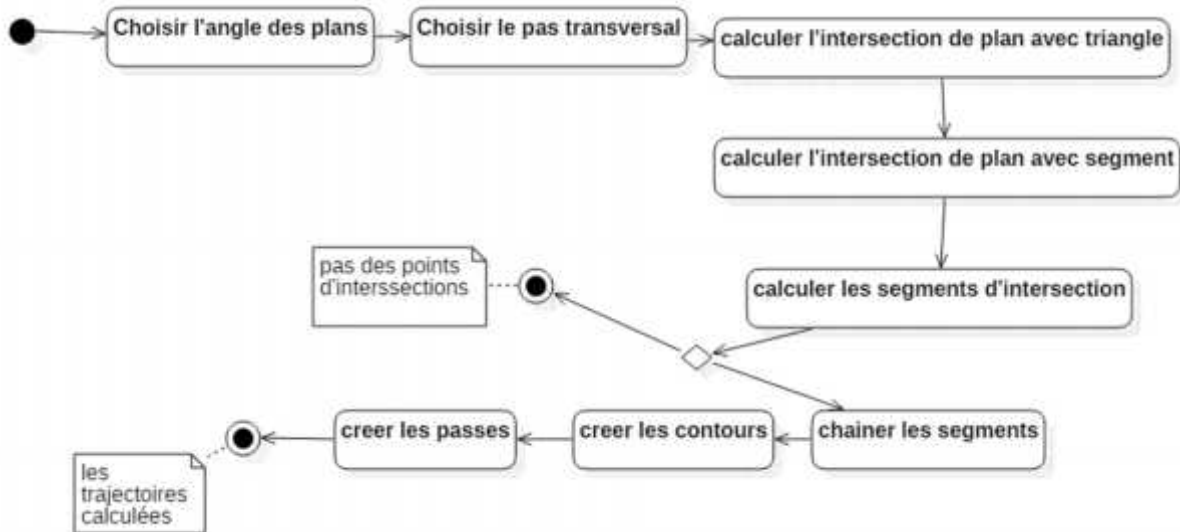 Choisir l'angle des plans
Choisir le pas transversal
calculer l'intersection de plan avec triangle
calculer l'intersection de plan avec segment
calculer les segments d'intersection
pas des points
d'interssections
chainer les segments
creer les contours
creer les passes
les
trajectoires
calculées